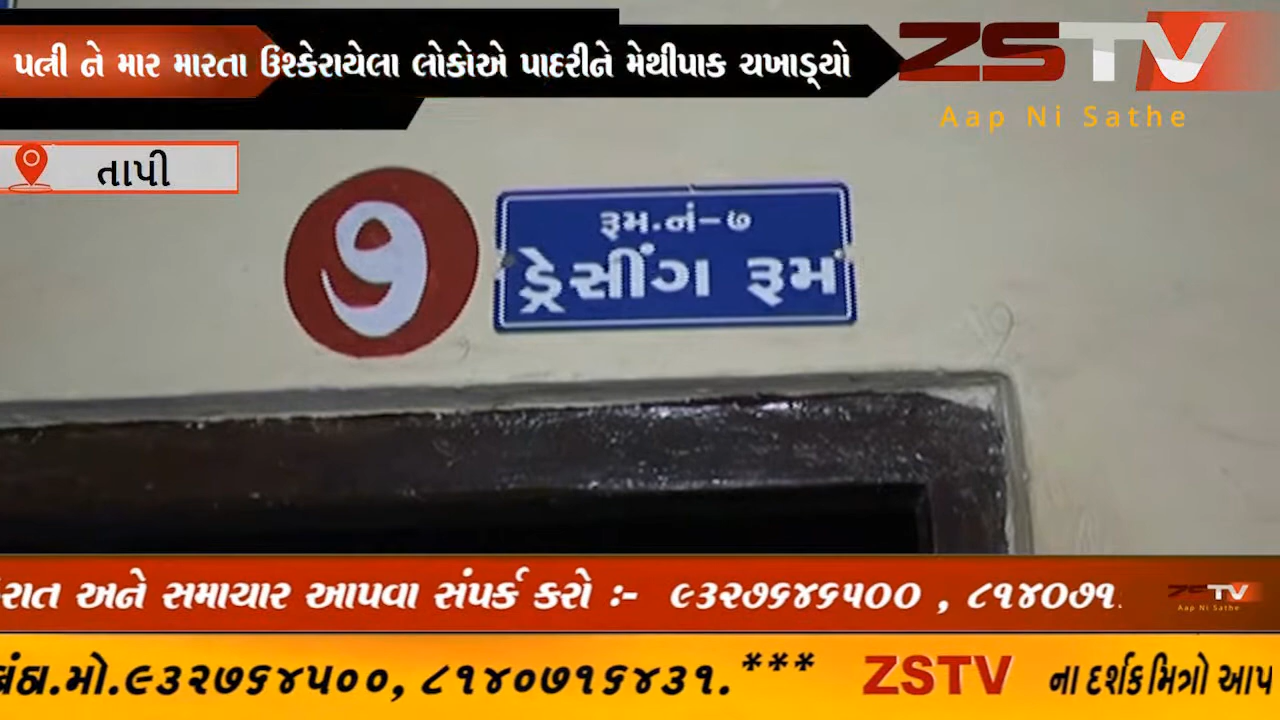 પત્ની ને માર મારતા ઉશ્કેરાયેલા લોકોએ પાદરીને મેથીપાક ચખાડ્યો
ZSTV
Aap Ni Sathe
તાપી
૭
રૂમ.નં-૭
ડ્રેસીંગ રૂમ
અને સમાચાર આપવા સંપર્ક કરો :- ૯૩૨૭૬૪૬૫૦૦ , ૮૧૪૦૭૧
ZSTV
Aap Ni Sathe
મો.૯૩૨૭૬૪૫૦૦, ૮૧૪૦૭૧૬૪૩૧. *** ZSTV ના દર્શક મિત્રો આપ